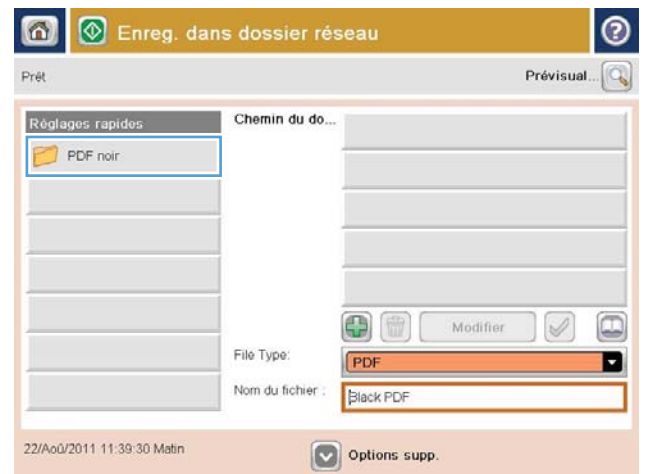 Enreg. dans dossier réseau
?
Prêt
Prévisual...
Réglages rapides
PDF noir
Chemin du do...
Modifier
File Type:
PDF
Nom du fichier :
Black PDF
22/Aoû/2011 11:39:30 Matin
Options supp.